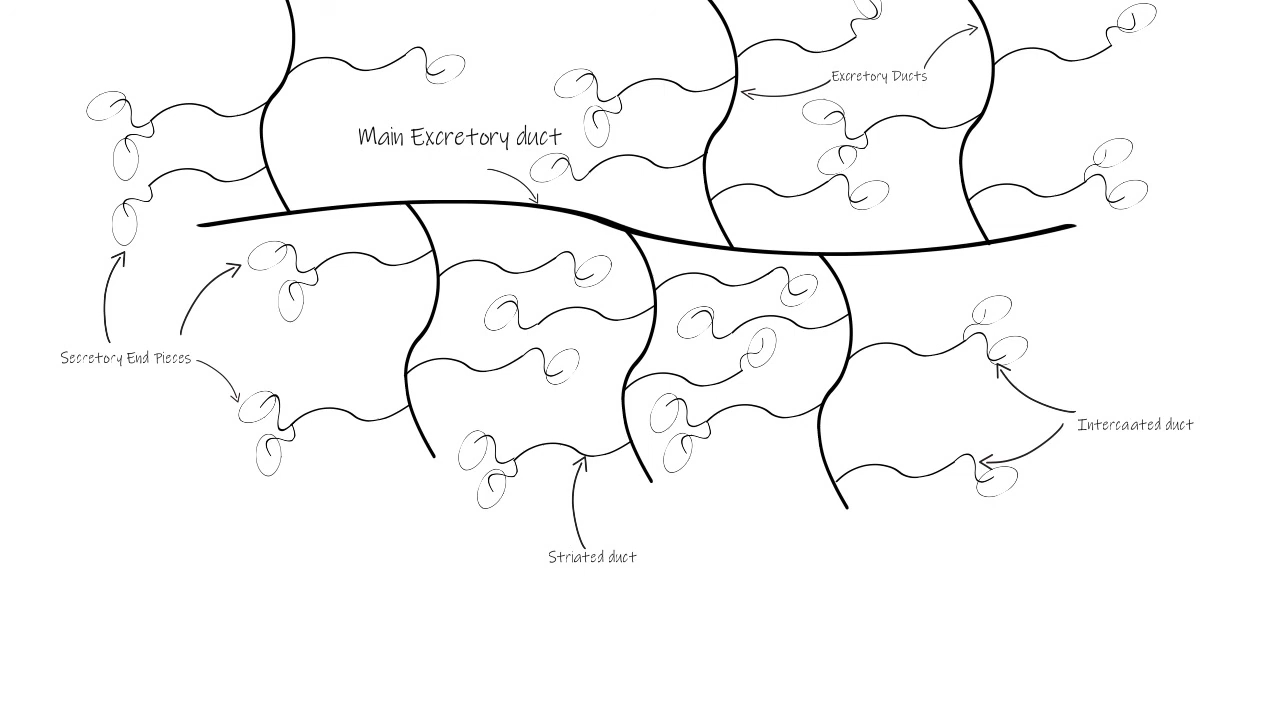 Excretory Ducts
Main Excretory duct
Secretory End Pieces
Intercaated duct
Striated duct